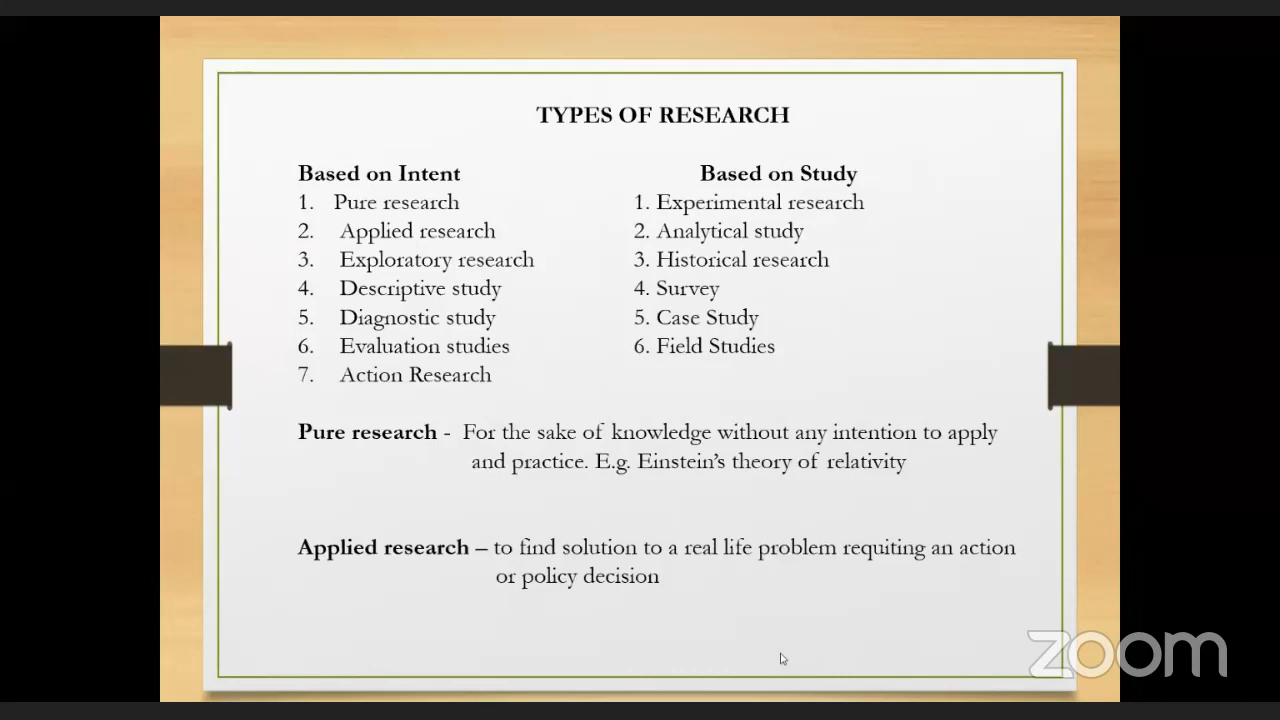 TYPES OF RESEARCH
Based on Intent
1. Pure research
2. Applied research
3. Exploratory research
4. Descriptive study
5. Diagnostic study
6. Evaluation studies
7. Action Research
Based on Study
1. Experimental research
2. Analytical study
3. Historical research
4. Survey
5. Case Study
6. Field Studies
Pure research - For the sake of knowledge without any intention to apply
and practice. E.g. Einstein’s theory of relativity
Applied research – to find solution to a real life problem requiting an action
or policy decision
zoom